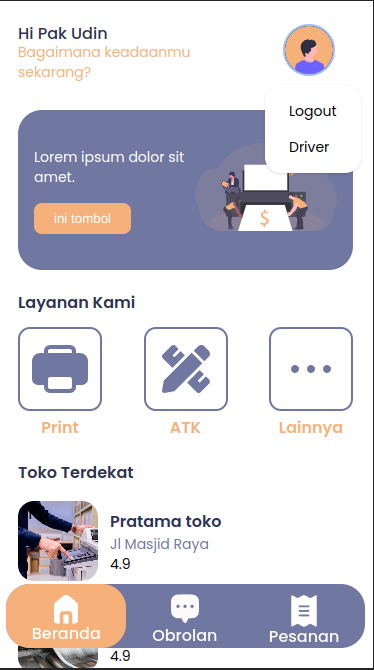 Hi Pak Udin
Bagaimana keadaanmu
sekarang?
Logout
Driver
Lorem ipsum dolor sit
amet.
ini tombol
$
Layanan Kami
Print
ATK
Lainnya
Toko Terdekat
Pratama toko
Jl Masjid Raya
4.9
Beranda
Obrolan
Pesanan
4.9